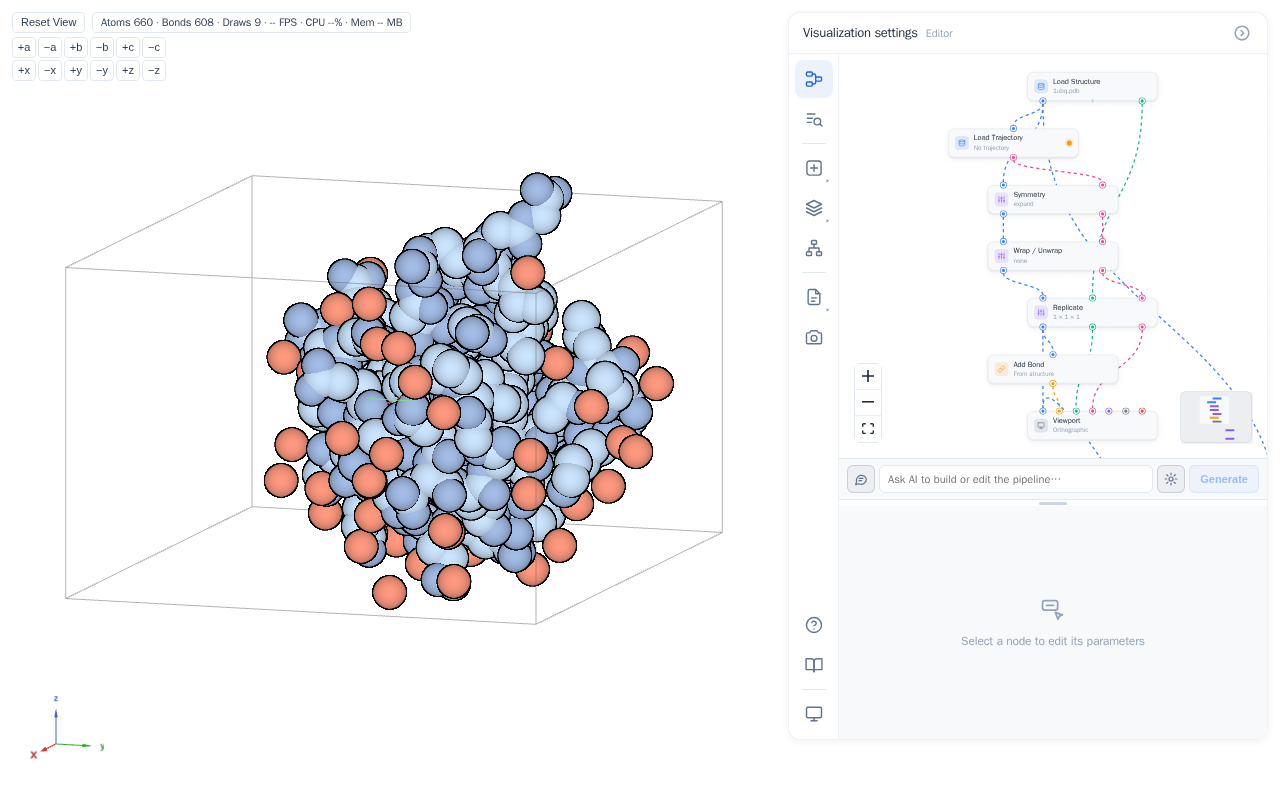 Reset View
Atoms 660 · Bonds 608 · Draws 9 · -- FPS · CPU --% · Mem -- MB
+a −a +b −b +c −c
+x −x +y −y +z −z
z
x
y
Visualization settings Editor
Load Structure
1ubq.pdb
Load Trajectory
No trajectory
Symmetry
expand
Wrap / Unwrap
none
Replicate
1 × 1 × 1
Add Bond
From structure
Viewport
Orthographic
Ask AI to build or edit the pipeline···
Generate
Select a node to edit its parameters